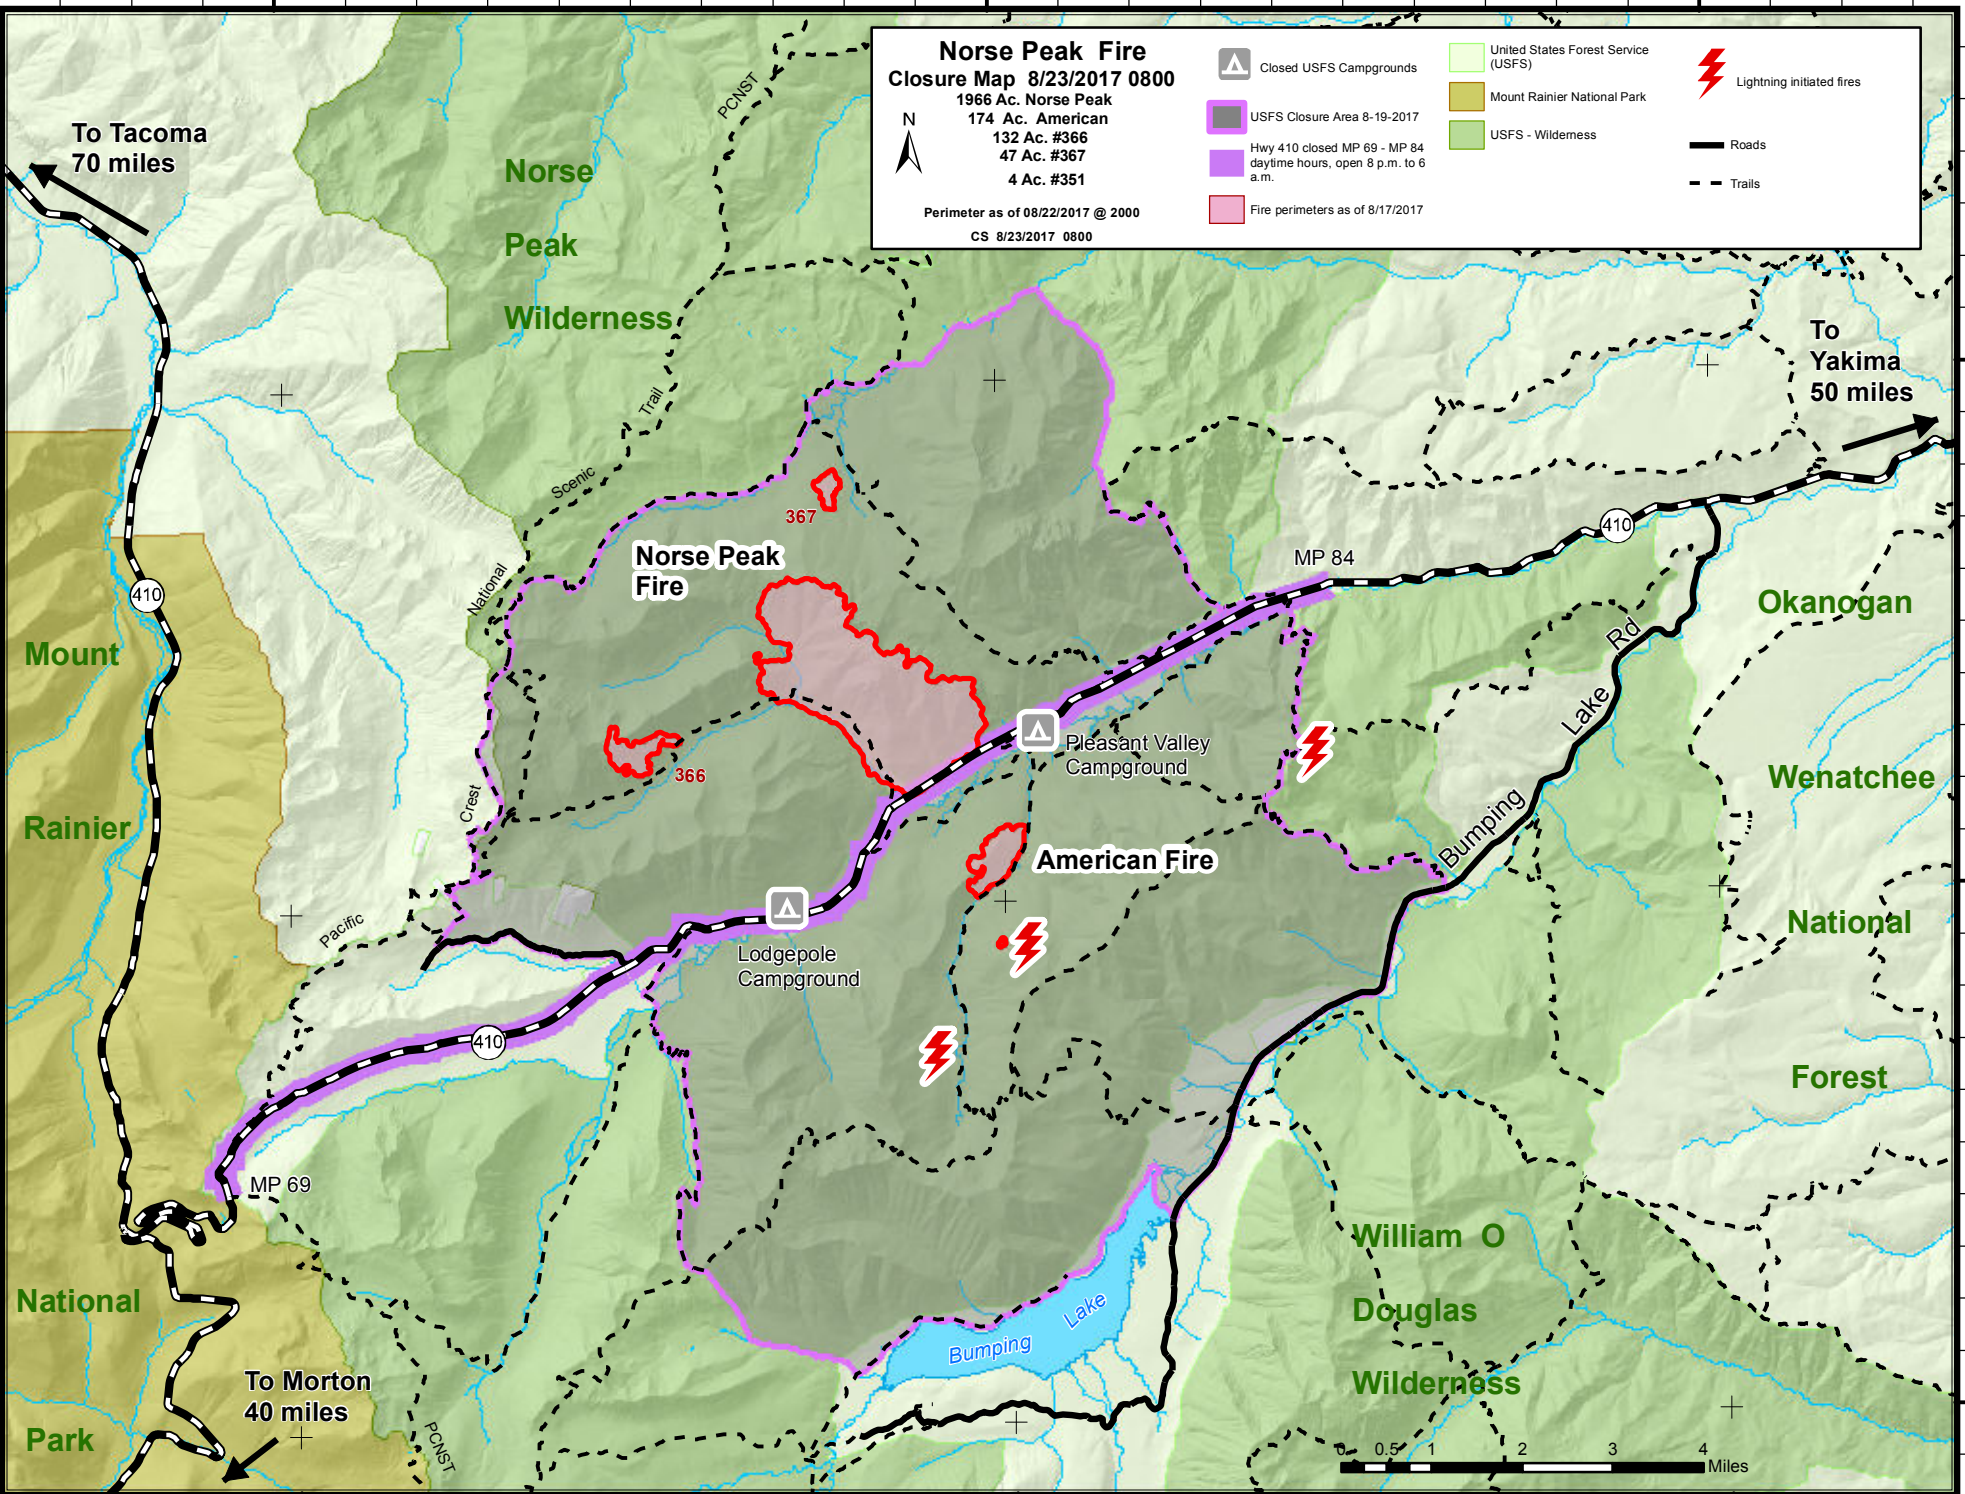 Norse Peak Fire
Closure Map 8/23/2017 0800
1966 Ac. Norse Peak
174 Ac. American
132 Ac. #366
47 Ac. #367
4 Ac. #351
N
Perimeter as of 08/22/2017 @ 2000
CS 8/23/2017 0800
Closed USFS Campgrounds
USFS Closure Area 8-19-2017
Hwy 410 closed MP 69 - MP 84
daytime hours, open 8 p.m. to 6
a.m.
Fire perimeters as of 8/17/2017
United States Forest Service
(USFS)
Mount Rainier National Park
USFS - Wilderness
Lightning initiated fires
Roads
Trails
To Tacoma
70 miles
PCNST
Norse
Peak
Wilderness
To
Yakima
50 miles
Trail
Scenic
National
Crest
Pacific
367
Norse Peak
Fire
366
410
MP 84
410
Okanogan
Wenatchee
National
Forest
Mount
Rainier
National
Park
Rd
Lake
Bumping
Pleasant Valley
Campground
American Fire
Lodgepole
Campground
410
MP 69
William O
Douglas
Wilderness
Bumping
Lake
To Morton
40 miles
PCNST
0 0.5 1 2 3 4
Miles